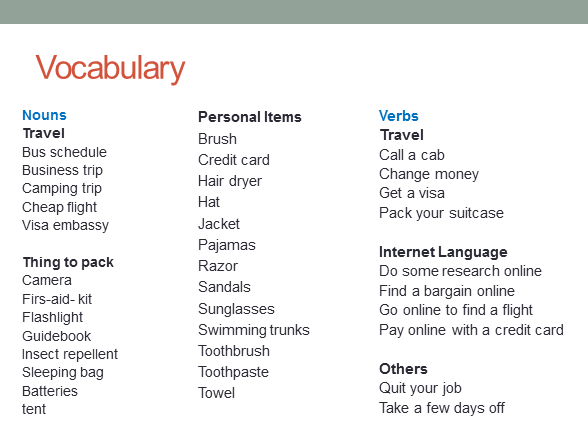 Vocabulary
Nouns
Travel
Bus schedule
Business trip
Camping trip
Cheap flight
Visa embassy
Thing to pack
Camera
Firs-aid- kit
Flashlight
Guidebook
Insect repellent
Sleeping bag
Batteries
tent
Personal Items
Brush
Credit card
Hair dryer
Hat
Jacket
Pajamas
Razor
Sandals
Sunglasses
Swimming trunks
Toothbrush
Toothpaste
Towel
Verbs
Travel
Call a cab
Change money
Get a visa
Pack your suitcase
Internet Language
Do some research online
Find a bargain online
Go online to find a flight
Pay online with a credit card
Others
Quit your job
Take a few days off